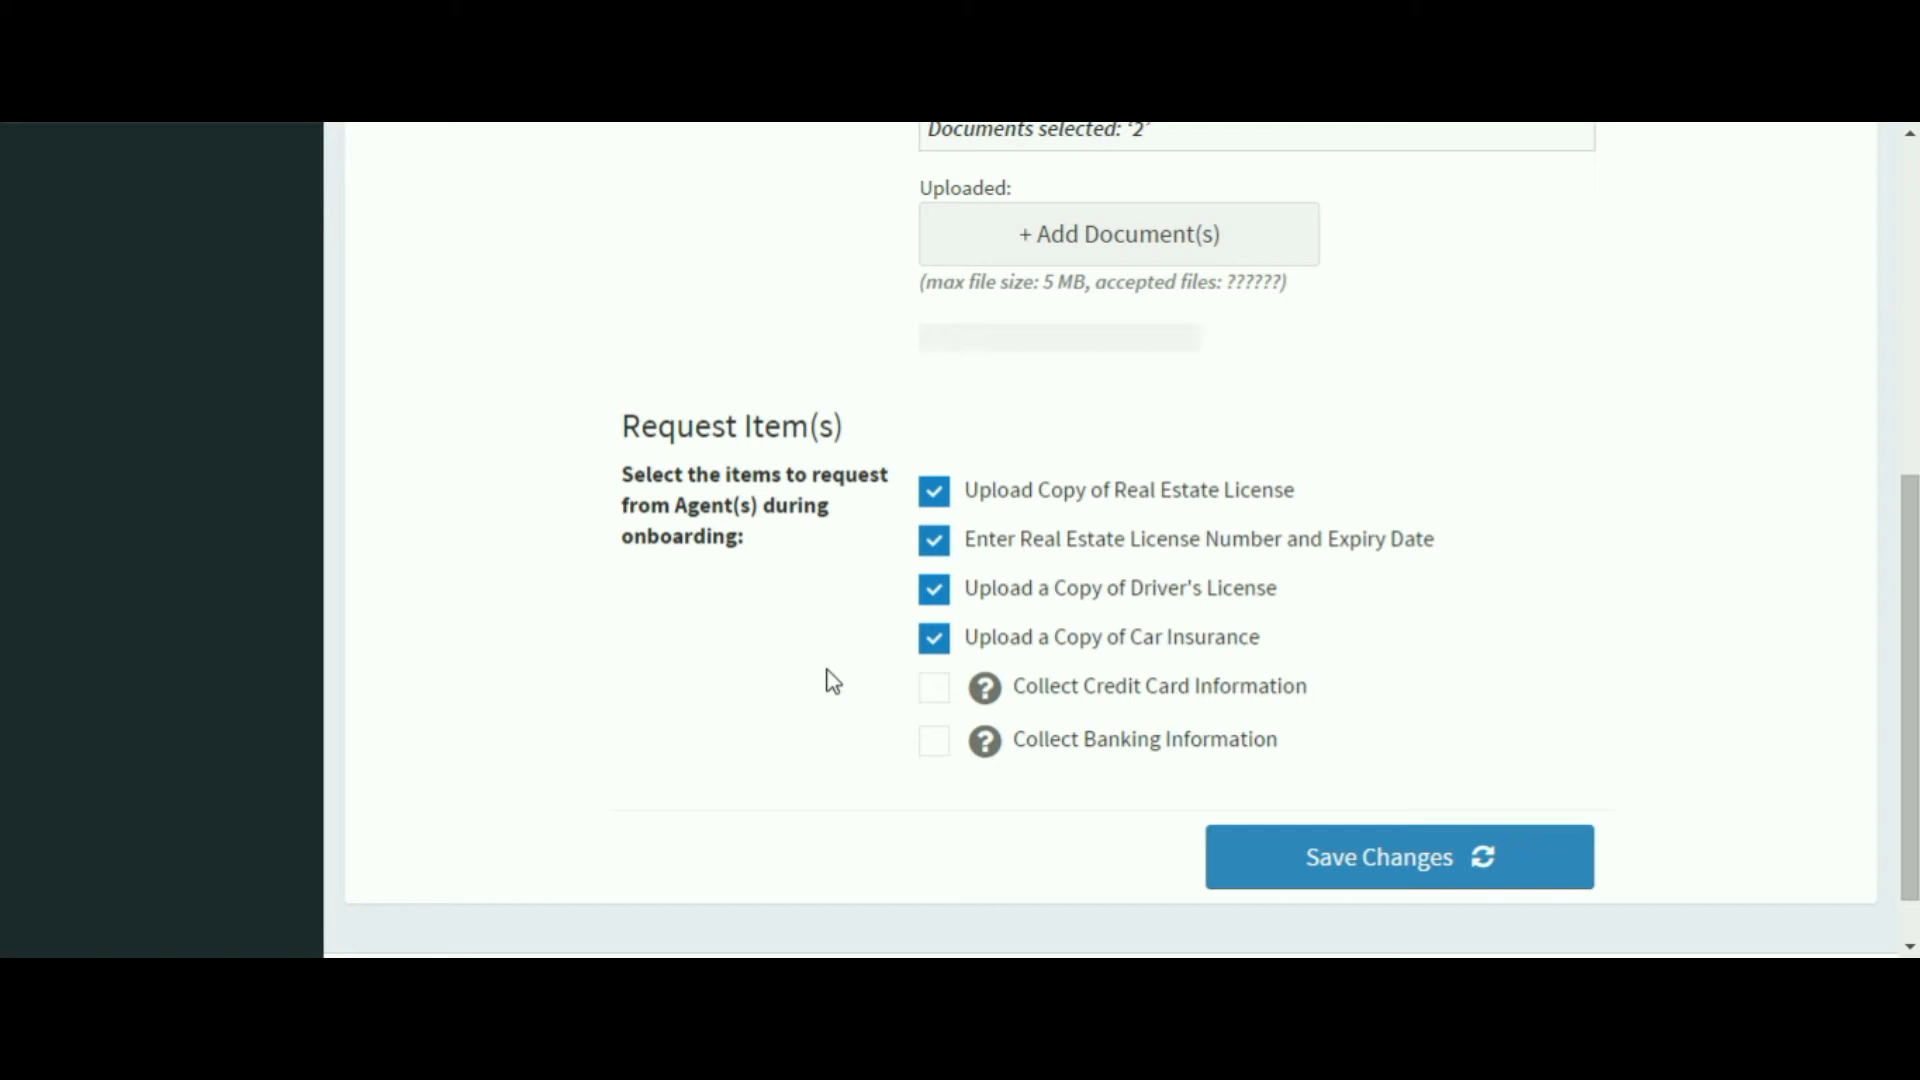 Documents selected: ‘2’
Uploaded:
+ Add Document(s)
(max file size: 5 MB, accepted files: ??????)
Request Item(s)
Select the items to request
from Agent(s) during
onboarding:
Upload Copy of Real Estate License
Enter Real Estate License Number and Expiry Date
Upload a Copy of Driver's License
Upload a Copy of Car Insurance
? Collect Credit Card Information
? Collect Banking Information
Save Changes